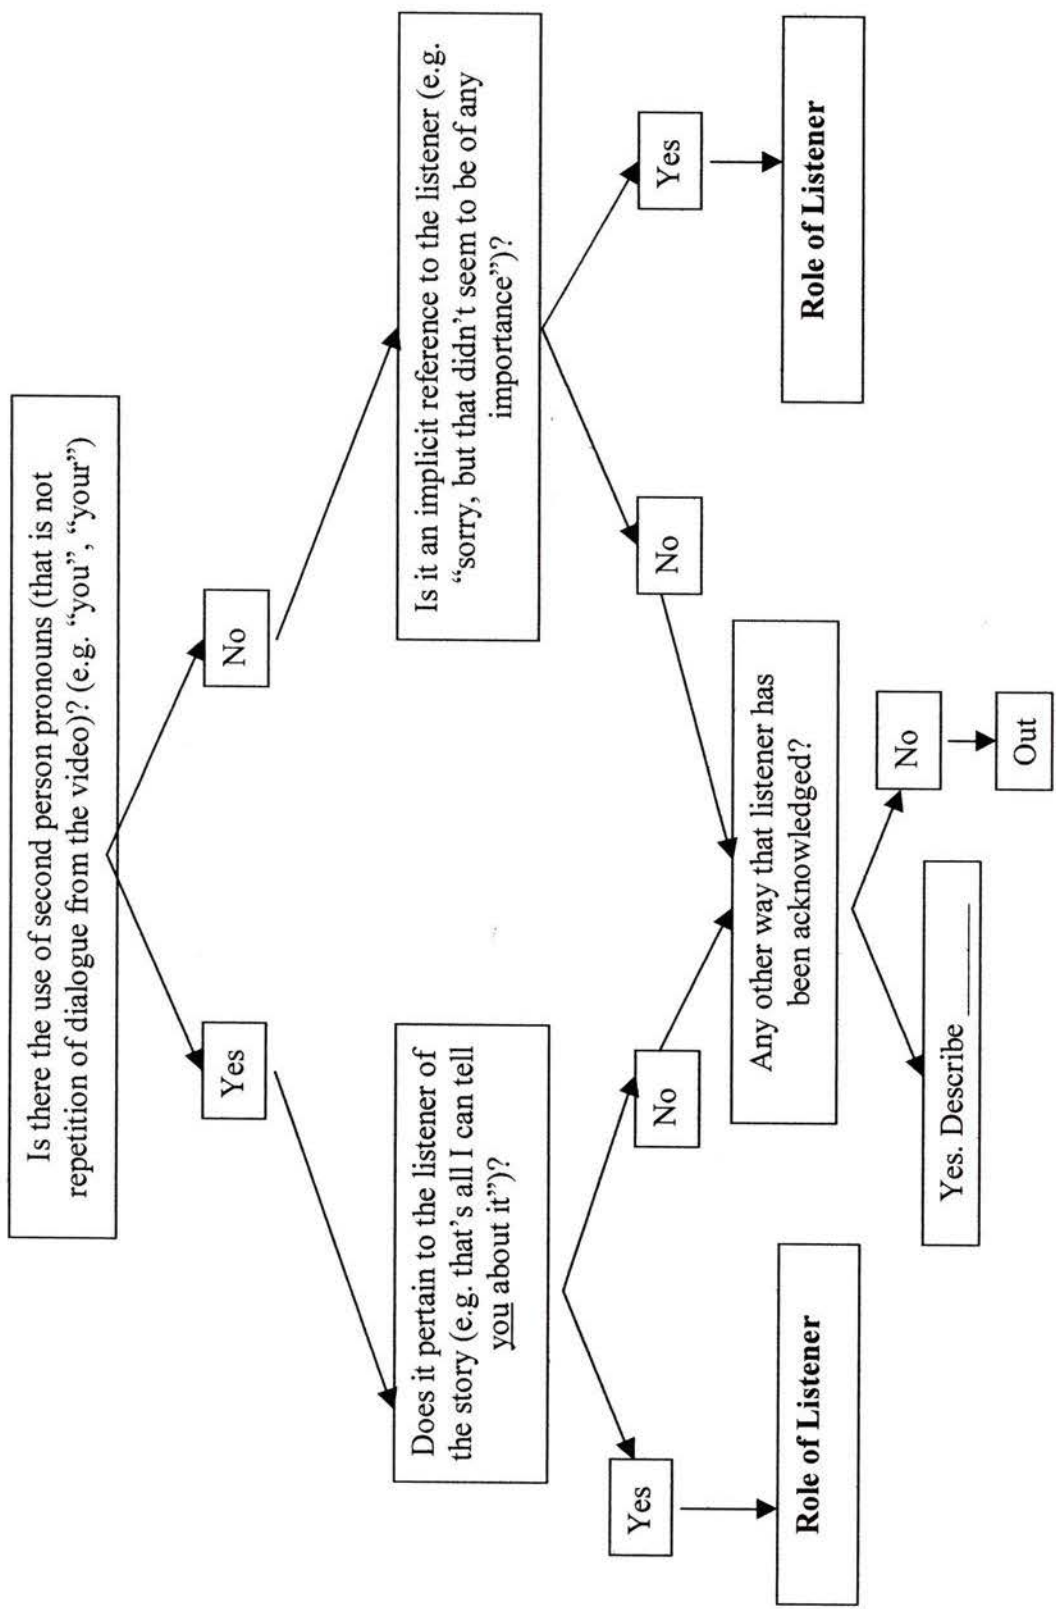 Is there the use of second person pronouns (that is not
repetition of dialogue from the video)? (e.g. “you”, “your”)
Yes
No
Does it pertain to the listener of
the story (e.g. that’s all I can tell
you about it”)?
Is it an implicit reference to the listener (e.g.
“sorry, but that didn’t seem to be of any
importance”)?
Yes
No
No
Yes
Role of Listener
Any other way that listener has
been acknowledged?
Role of Listener
Yes. Describe ______
No
Out